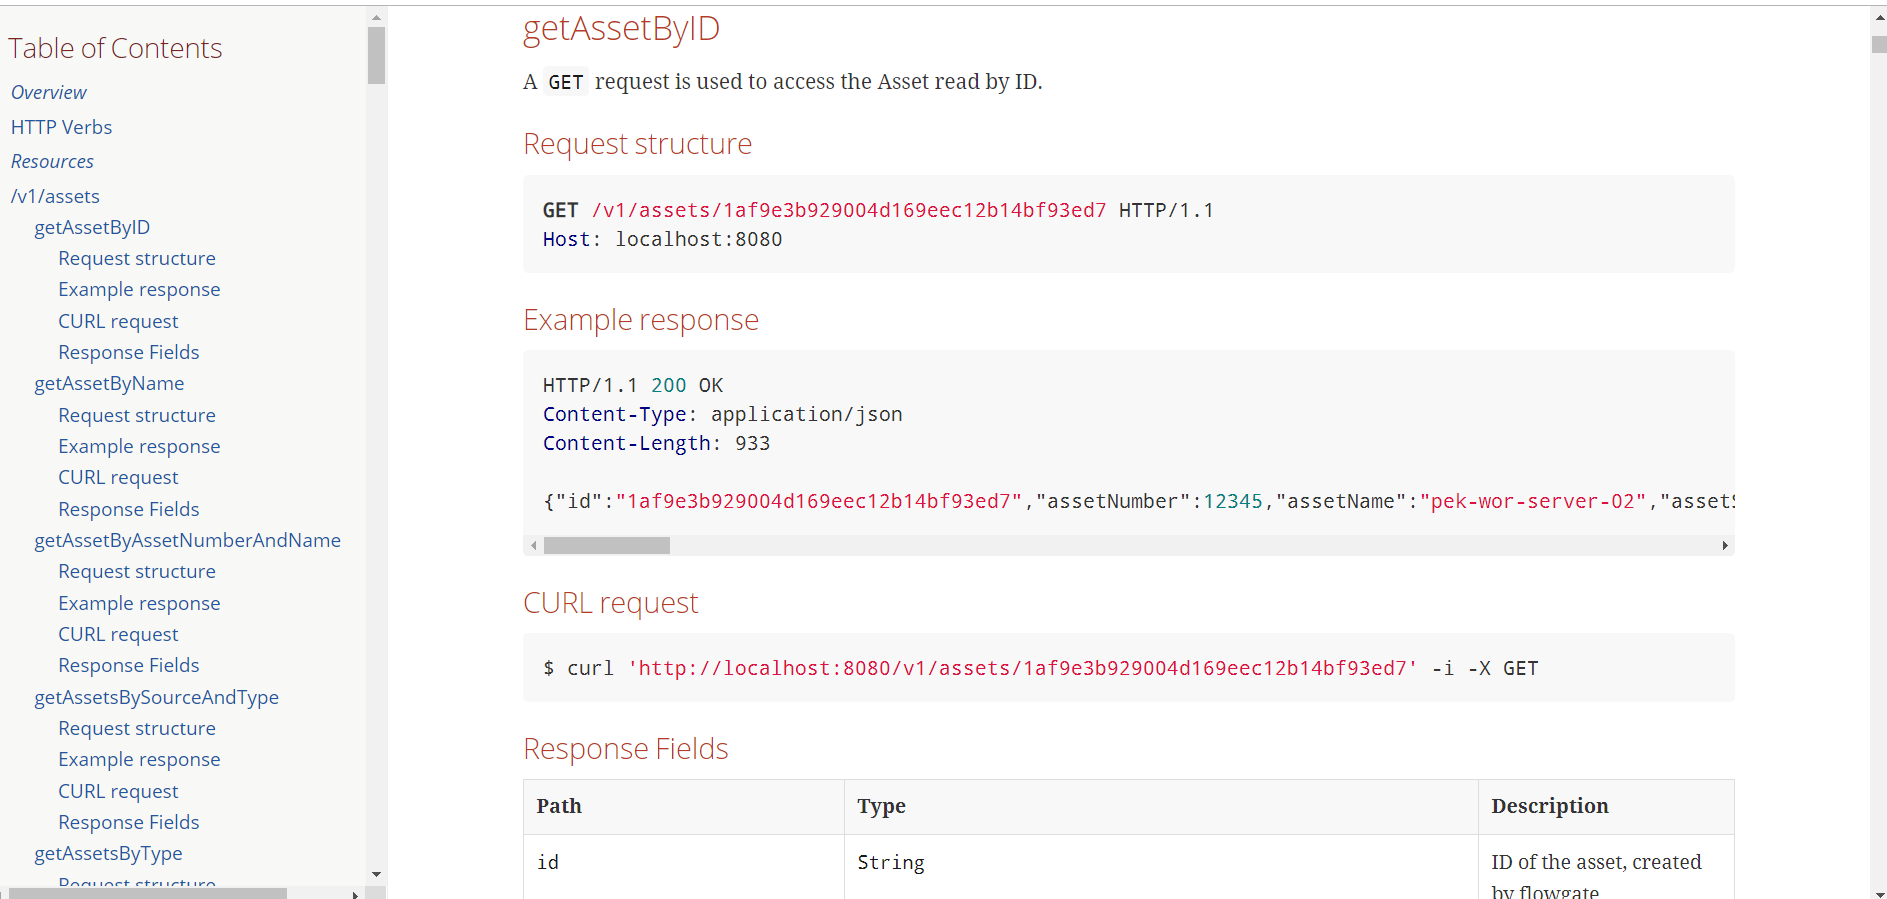 Table of Contents
Overview
HTTP Verbs
Resources
/v1/assets
getAssetByID
Request structure
Example response
CURL request
Response Fields
getAssetByName
Request structure
Example response
CURL request
Response Fields
getAssetByAssetNumberAndName
Request structure
Example response
CURL request
Response Fields
getAssetsBySourceAndType
Request structure
Example response
CURL request
Response Fields
getAssetsByType
Request structure
getAssetByID
A GET request is used to access the Asset read by ID.
Request structure
GET /v1/assets/1af9e3b929004d169eec12b14bf93ed7 HTTP/1.1
Host: localhost:8080
Example response
HTTP/1.1 200 OK
Content-Type: application/json
Content-Length: 933
{"id":"1af9e3b929004d169eec12b14bf93ed7","assetNumber":12345,"assetName":"pek-wor-server-02","asset
CURL request
$ curl 'http://localhost:8080/v1/assets/1af9e3b929004d169eec12b14bf93ed7' -i -X GET
Response Fields
Path Type Description
id String ID of the asset, created
by flowgate